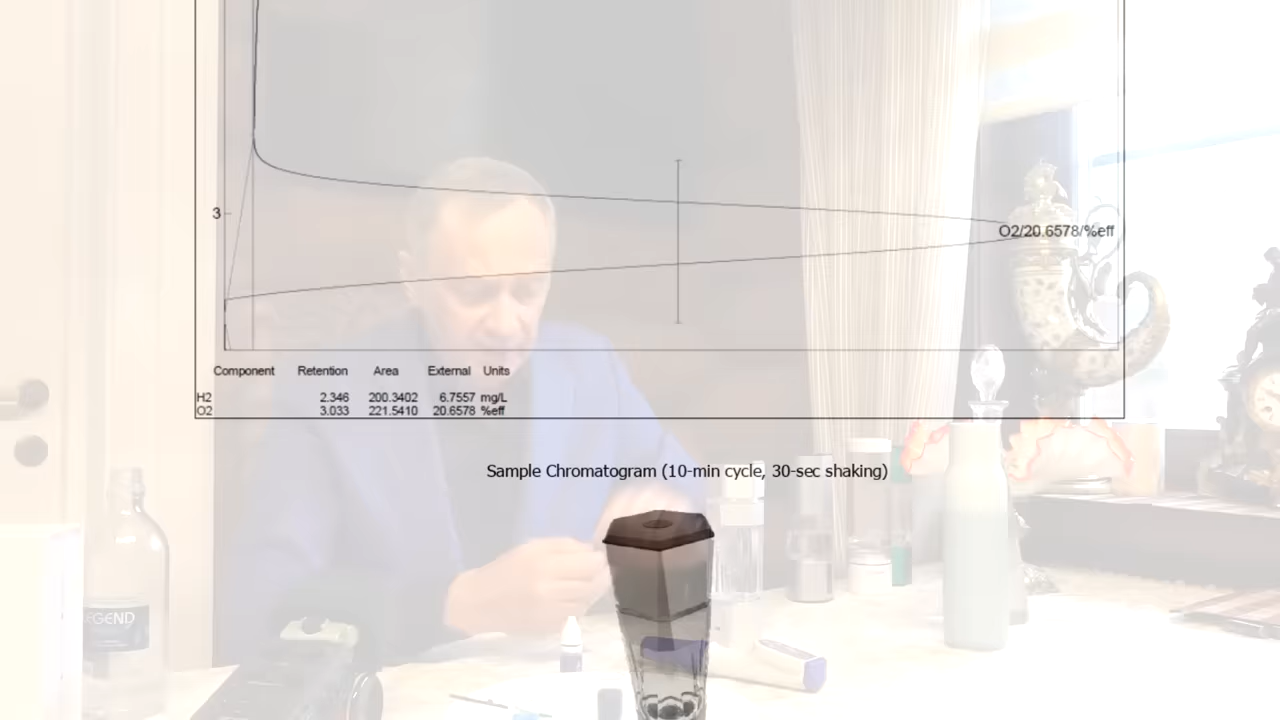 3
O2/20.6578/%eff
Component Retention Area External Units
H2 2.346 200.3402 6.7557 mg/L
O2 3.033 221.5410 20.6578 %eff
Sample Chromatogram (10-min cycle, 30-sec shaking)
EGEND